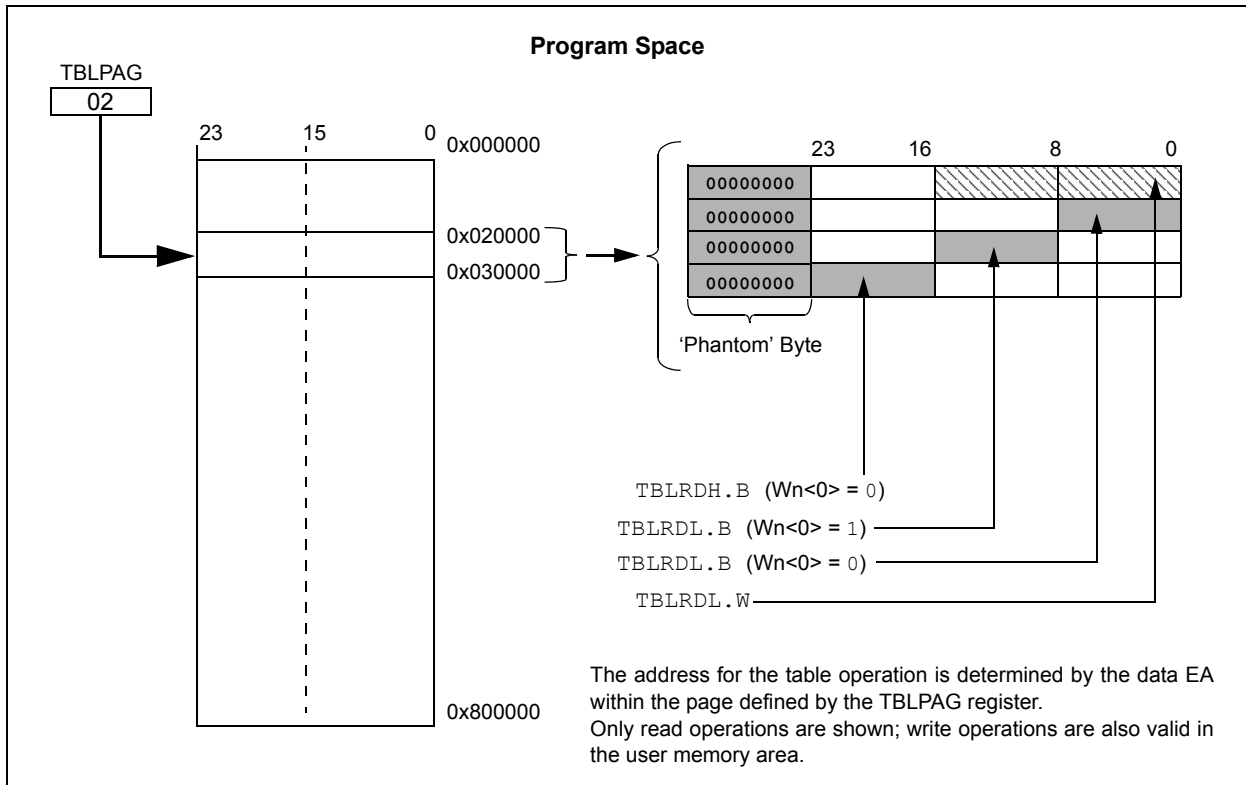 Program Space
TBLPAG
02
23 15 0
0x000000
0x020000
0x030000
0x800000
23 16 8 0
00000000
00000000
00000000
00000000
‘Phantom’ Byte
TBLRDH.B (Wn<0> = 0)
TBLRDL.B (Wn<0> = 1)
TBLRDL.B (Wn<0> = 0)
TBLRDL.W
The address for the table operation is determined by the data EA
within the page defined by the TBLPAG register.
Only read operations are shown; write operations are also valid in
the user memory area.